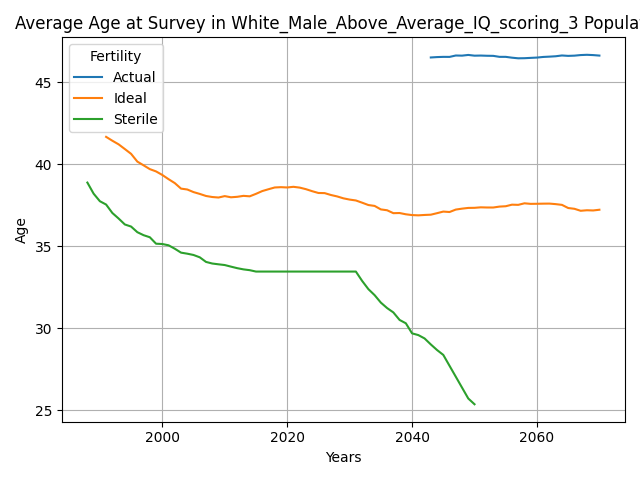 Average Age at Survey in White_Male_Above_Average_IQ_scoring_3 Popula
Fertility
Actual
Ideal
Sterile
45
40
35
30
25
Age
2000 2020 2040 2060
Years